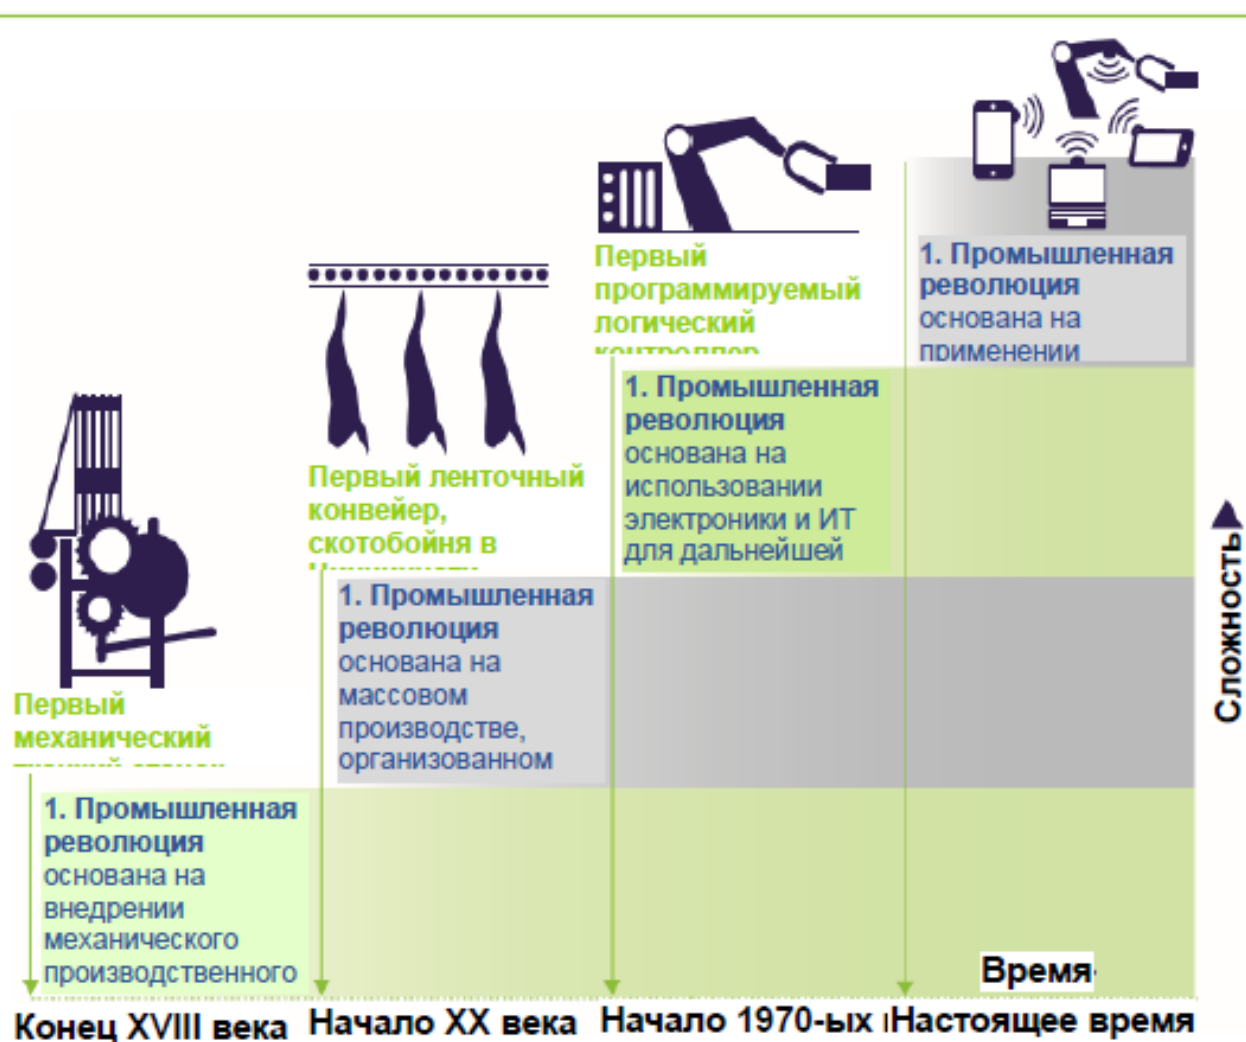 1. Промышленная
революция
основана на
применении
Первый
программируемый
логический
контроллер
1. Промышленная
революция
основана на
использовании
электроники и ИТ
для дальнейшей
Первый ленточный
конвейер,
скотобойня в
1. Промышленная
революция
основана на
массовом
производстве,
организованном
Первый
механический
1. Промышленная
революция
основана на
внедрении
механического
производственного
Сложность
Время
Конец XVIII века
Начало XX века
Начало 1970-ых
Настоящее время